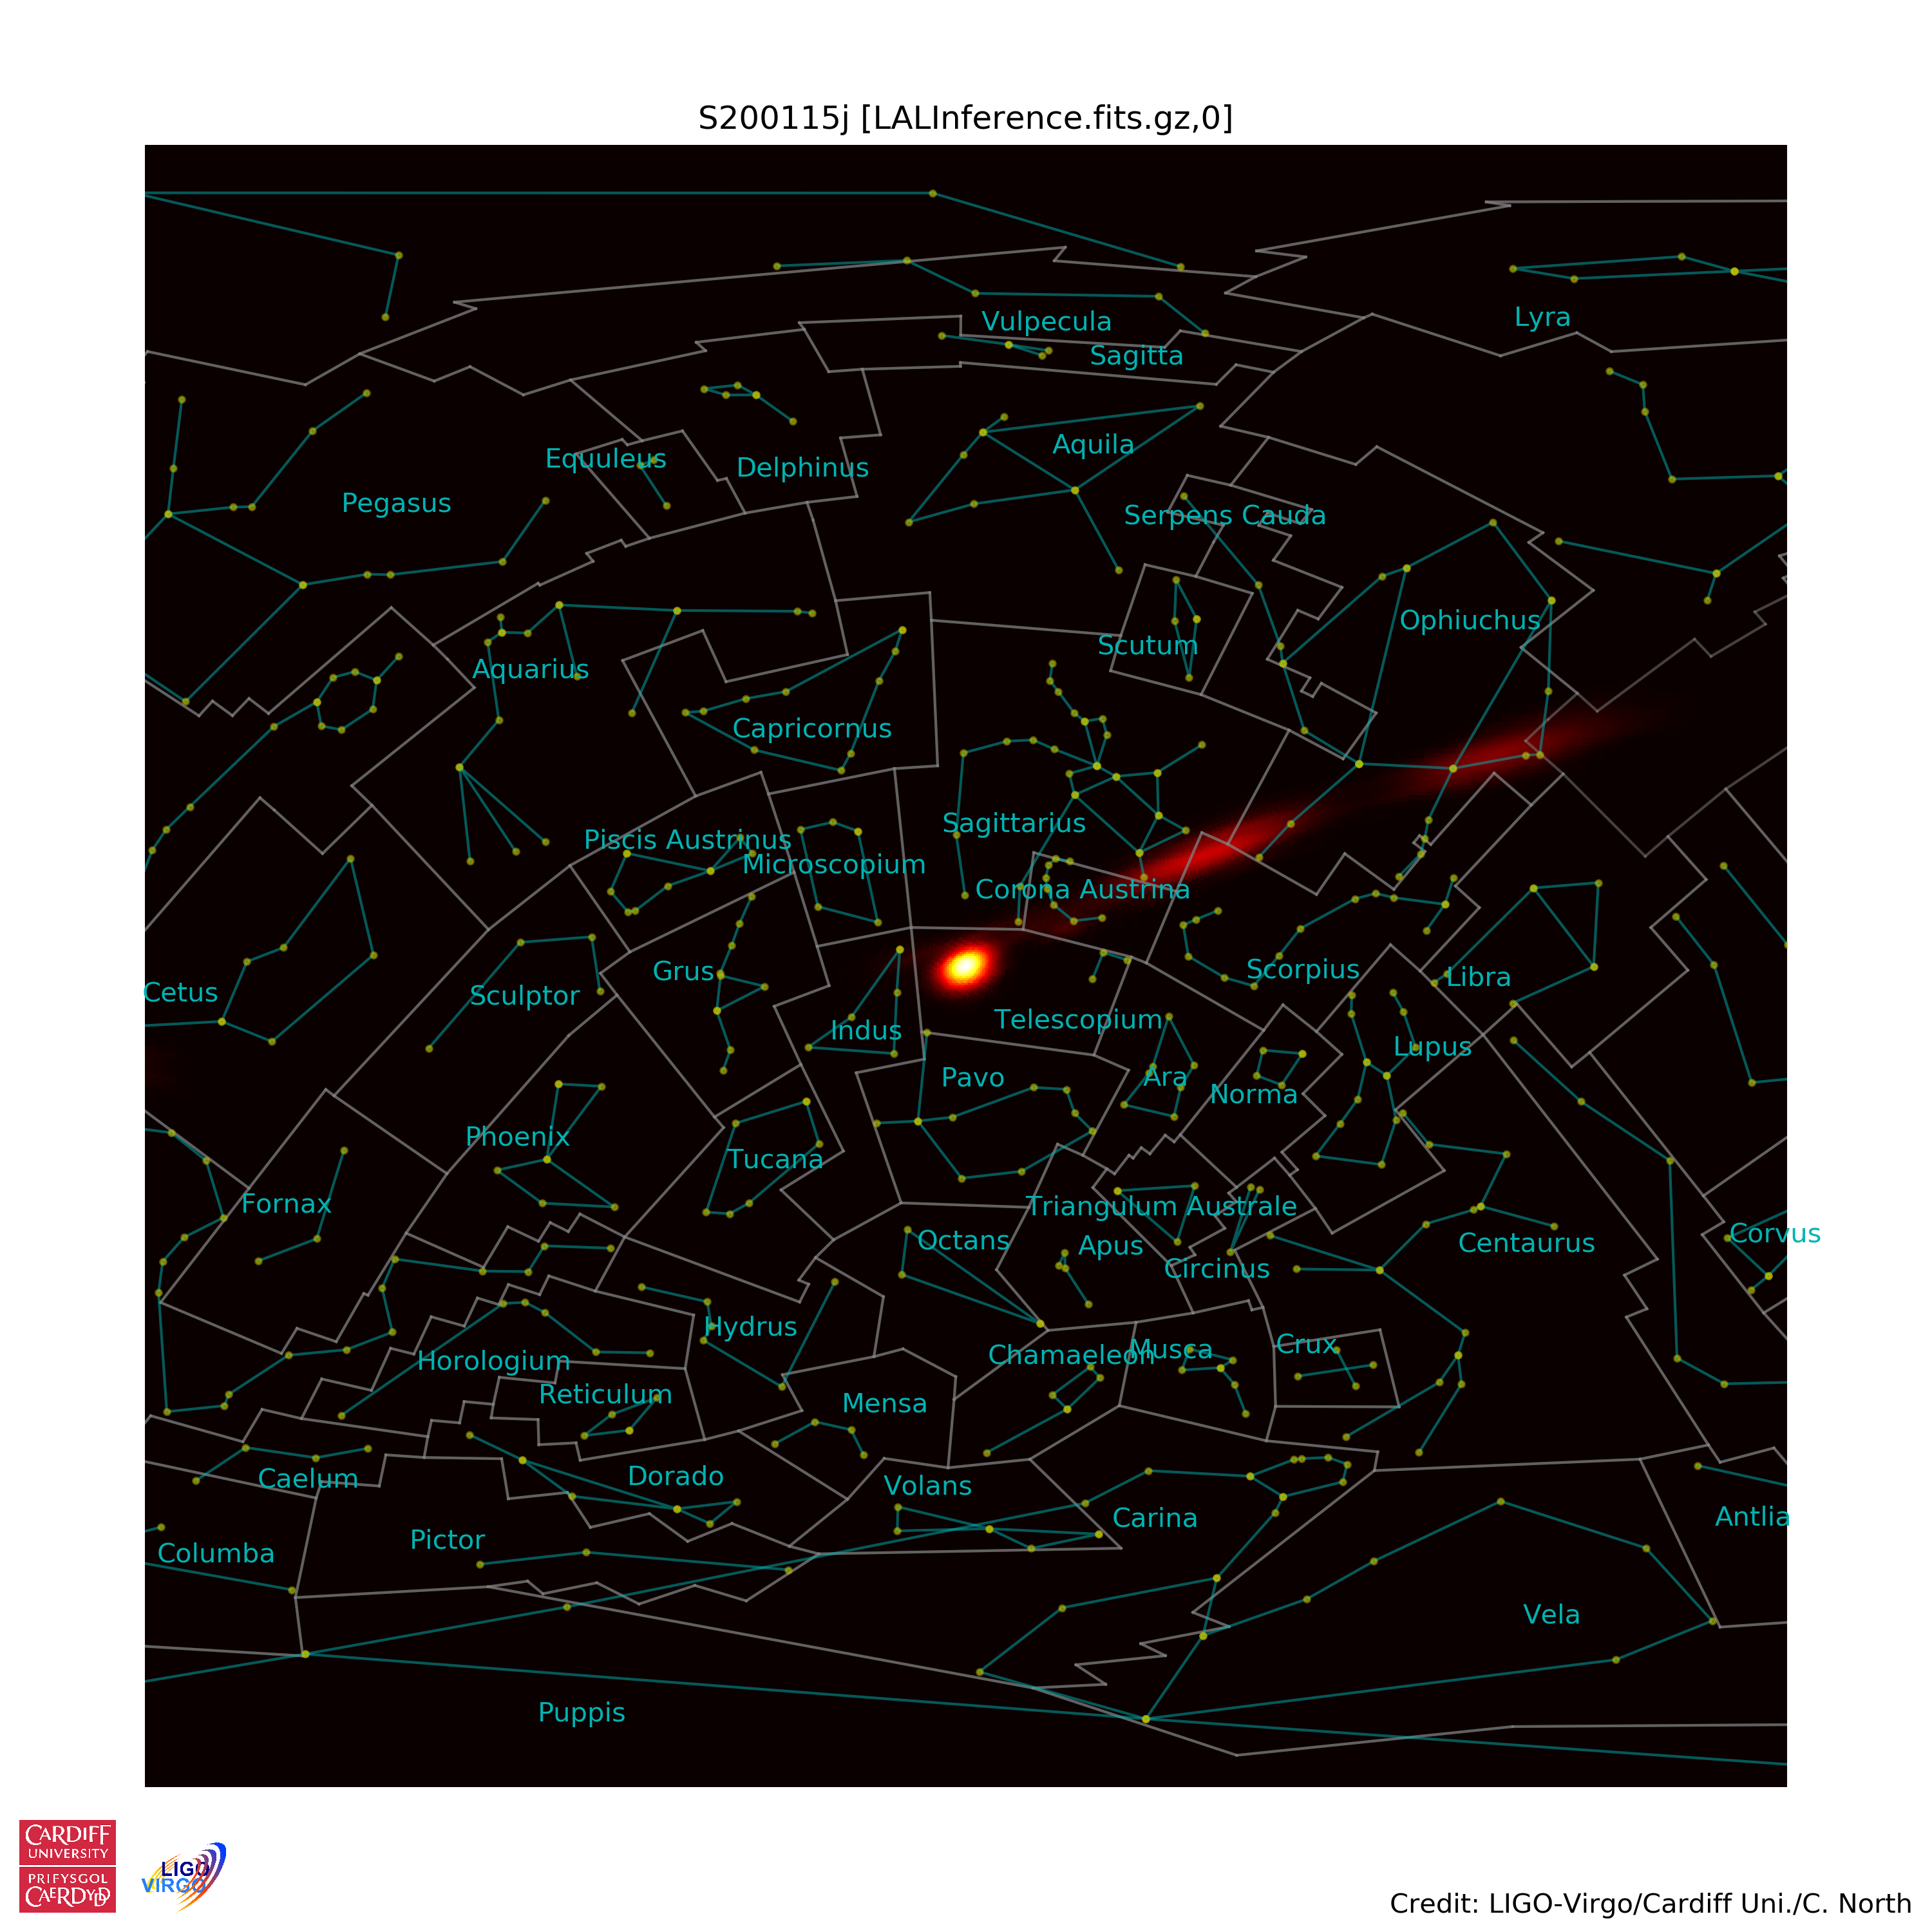 S200115j [LALInference.fits.gz,0]
Vulpecula
Lyra
Sagitta
Aquila
Equuleus
Delphinus
Pegasus
Serpens Cauda
Ophiuchus
Scutum
Aquarius
Capricornus
Sagittarius
Piscis Austrinus
Microscopium
Corona Austrina
Scorpius
Grus
Libra
Cetus
Sculptor
Telescopium
Indus
Lupus
Pavo
Ara
Norma
Phoenix
Tucana
Fornax
Triangulum Australe
Corvus
Octans
Apus
Centaurus
Circinus
Hydrus
Crux
Musca
Chamaeleon
Horologium
Reticulum
Mensa
Dorado
Caelum
Volans
Carina
Antlia
Pictor
Columba
Vela
Puppis
CARDIFF
UNIVERSITY
PRIFYSGOL
CAERDYDD
LIGO
VIRGO
Credit: LIGO-Virgo/Cardiff Uni./C. North